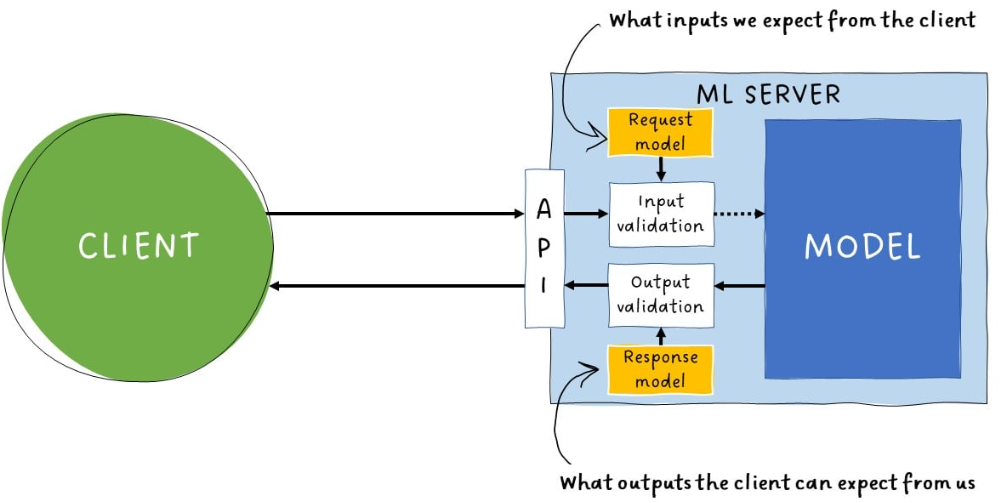 What inputs we expect from the client
ML SERVER
Request
model
CLIENT
A
P
I
Input
validation
MODEL
Output
validation
Response
model
What outputs the client can expect from us